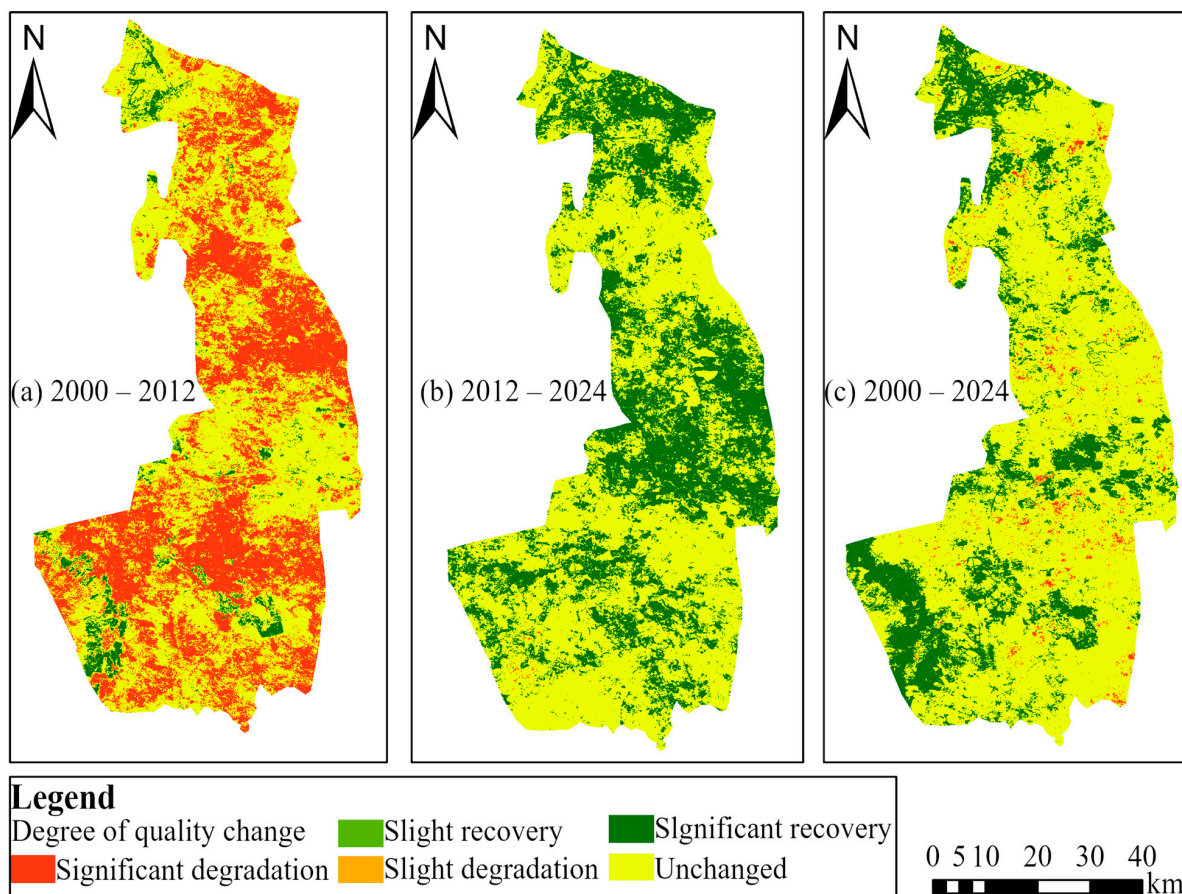 N
N
N
(a) 2000 – 2012
(b) 2012 – 2024
(c) 2000 – 2024
Legend
Degree of quality change
Slight recovery
SlgnIficant recovery
Significant degradation
Slight degradation
Unchanged
0 5 10 20 30 40
km